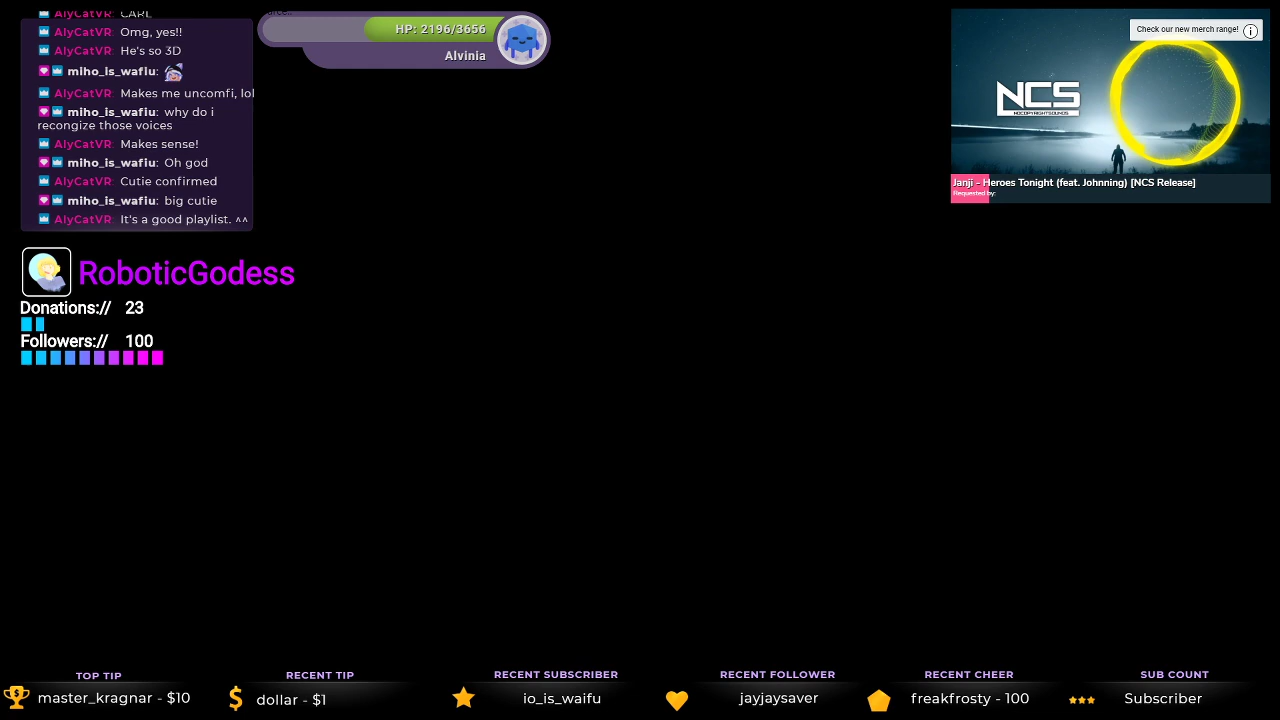 AlyCatVR: CARL
AlyCatVR: Omg, yes!!
AlyCatVR: He's so 3D
miho_is_wafiu:
AlyCatVR: Makes me uncomfi, lol
miho_is_wafiu: why do i
recongize those voices
AlyCatVR: Makes sense!
miho_is_wafiu: Oh god
AlyCatVR: Cutie confirmed
miho_is_wafiu: big cutie
AlyCatVR: It's a good playlist. ^^
HP: 2196/3656
Alvinia
Check our new merch range!
NCS
NOCOPYRIGHTSOUNDS
Janji - Heroes Tonight (feat. Johnning) [NCS Release]
Requested by:
RoboticGodess
Donations:// 23
Followers:// 100
TOP TIP
master_kragnar - $10
RECENT TIP
dollar - $1
RECENT SUBSCRIBER
io_is_waifu
RECENT FOLLOWER
jayjaysaver
RECENT CHEER
freakfrosty - 100
SUB COUNT
Subscriber